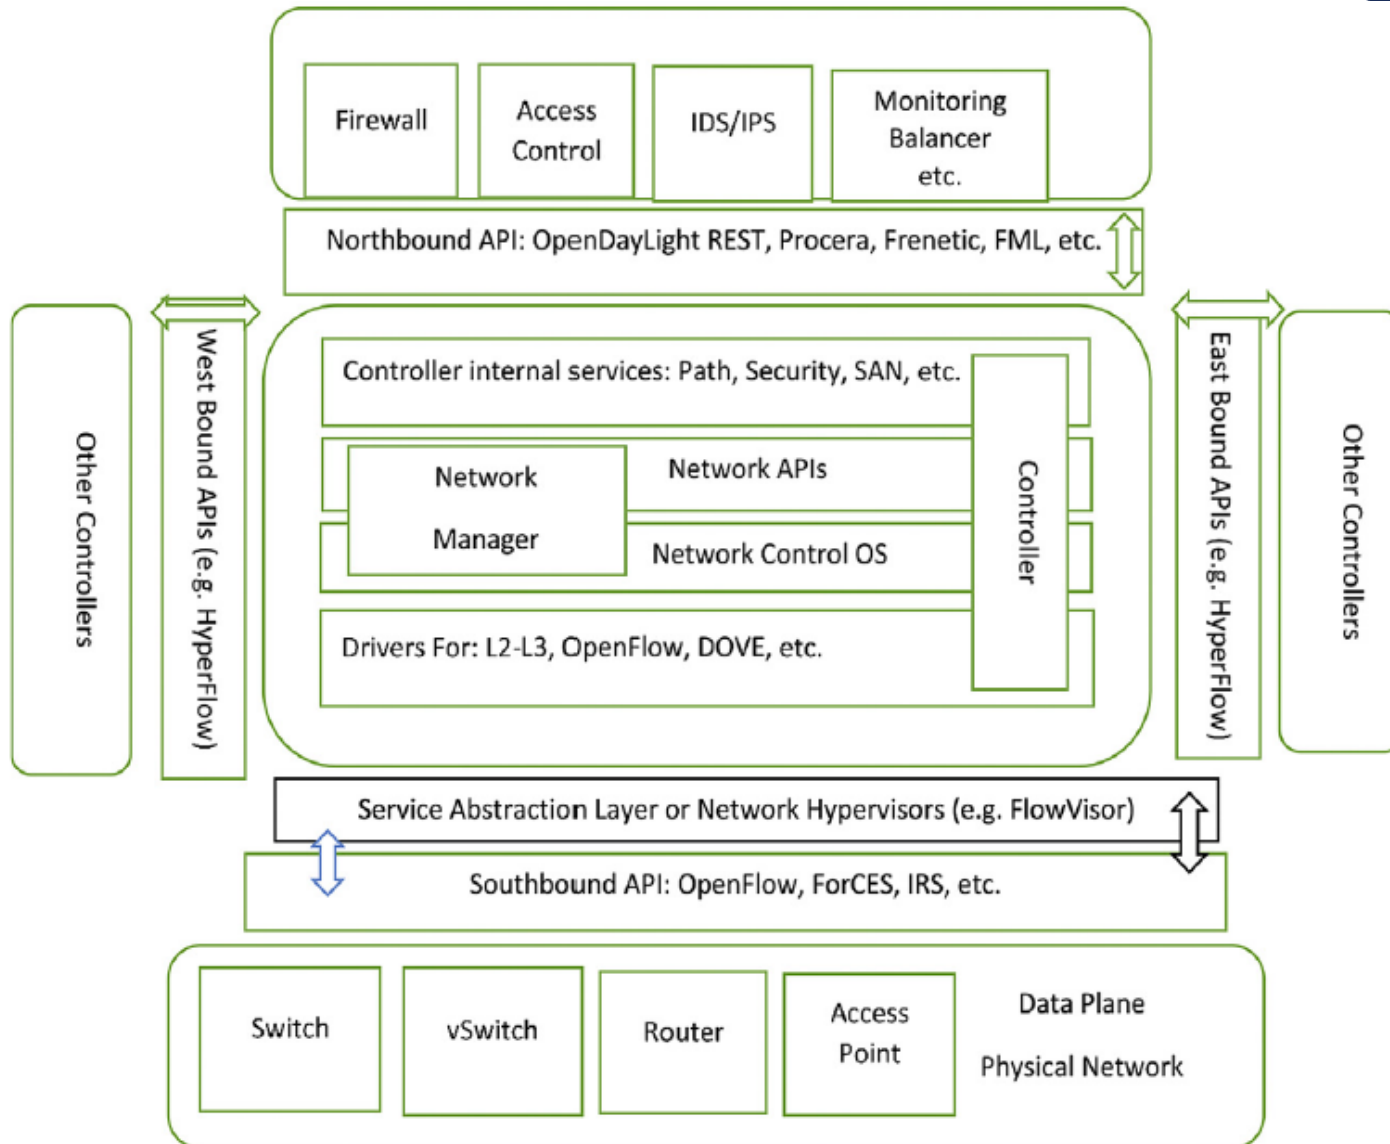 Firewall
Access
Control
IDS/IPS
Monitoring
Balancer
etc.
Northbound API: OpenDayLight REST, Procera, Frenetic, FML, etc.
Other Controllers
West Bound APIs (e.g. HyperFlow)
Controller internal services: Path, Security, SAN, etc.
Network
Manager
Network APIs
Network Control OS
Controller
Drivers For: L2-L3, OpenFlow, DOVE, etc.
East Bound APIs (e.g. HyperFlow)
Other Controllers
Service Abstraction Layer or Network Hypervisors (e.g. FlowVisor)
Southbound API: OpenFlow, ForCES, IRS, etc.
Switch
vSwitch
Router
Access
Point
Data Plane
Physical Network